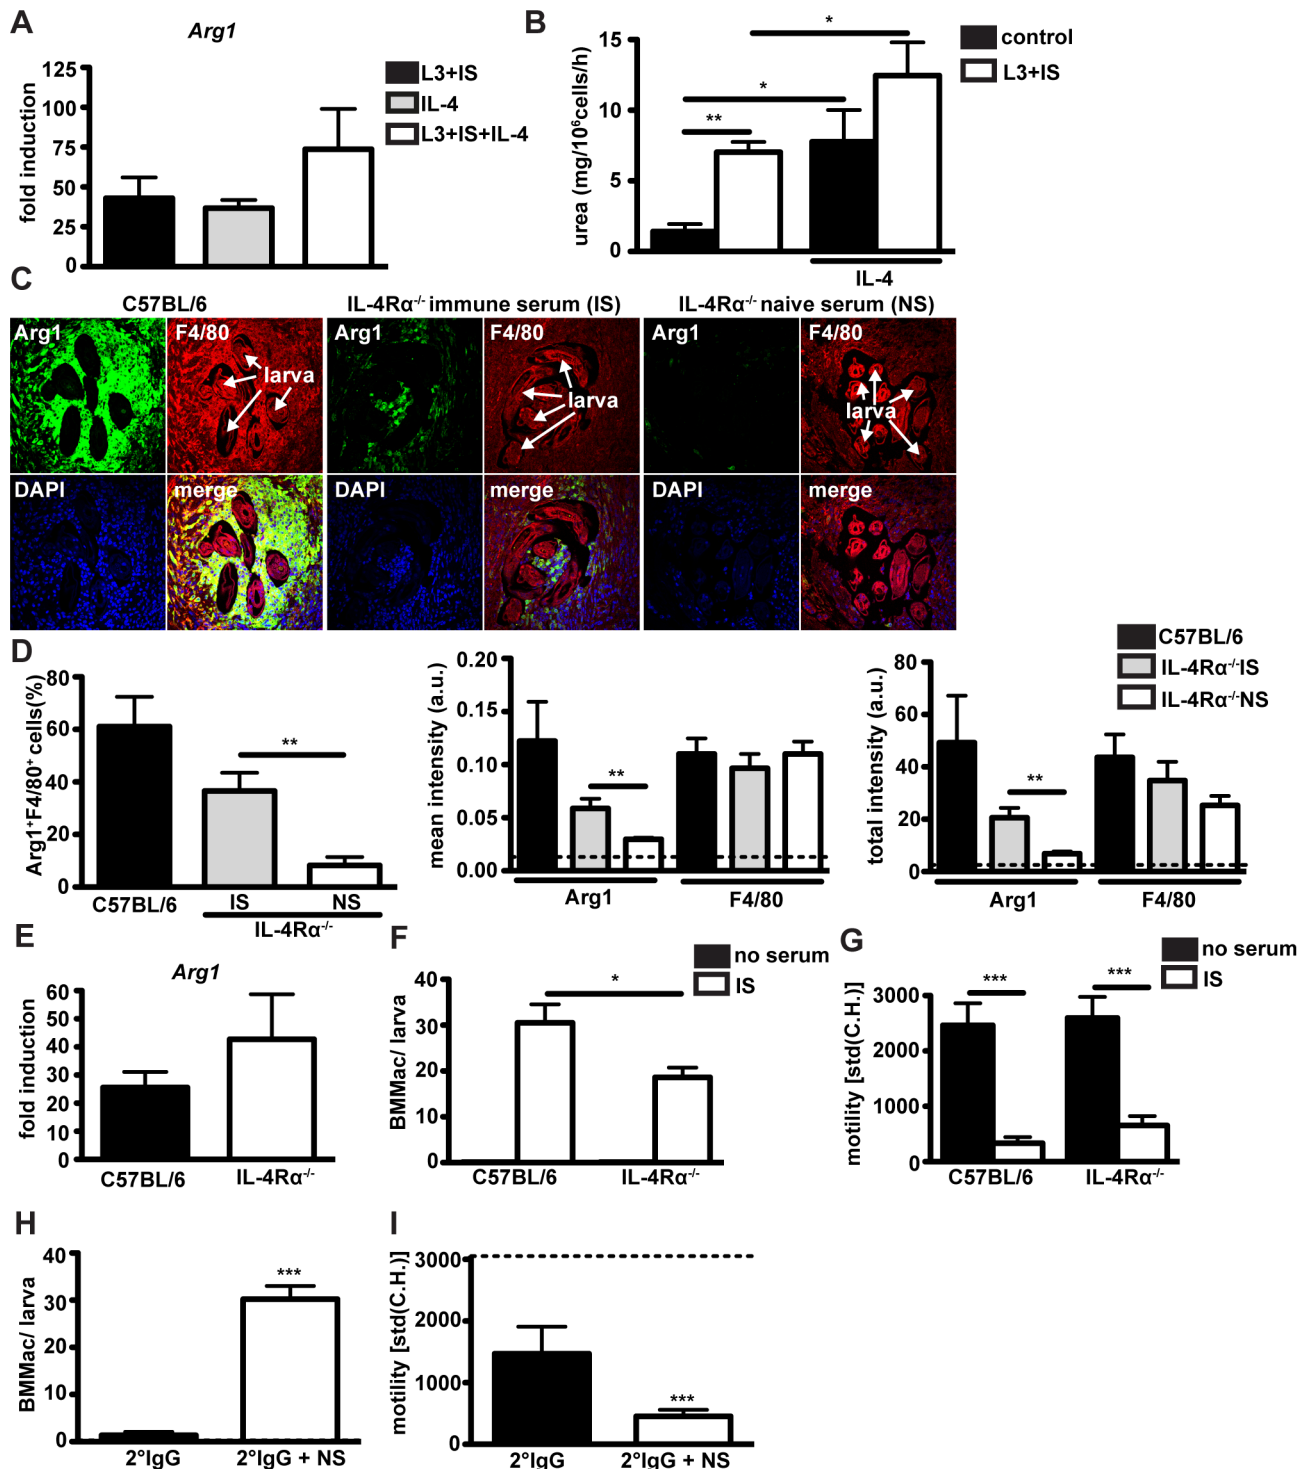 A
Arg1
fold induction
125
100
75
50
25
0
L3+IS
IL-4
L3+IS+IL-4
B
urea (mg/10⁶cells/h)
15
10
5
0
**
*
*
control
L3+IS
IL-4
C
C57BL/6
IL-4Rα⁻/⁻ immune serum (IS)
IL-4Rα⁻/⁻ naive serum (NS)
Arg1
F4/80
larva
Arg1
F4/80
larva
Arg1
F4/80
larva
DAPI
merge
DAPI
merge
DAPI
merge
D
Arg1⁺F4/80⁺ cells(%)
80
60
40
20
0
**
C57BL/6
IS
NS
IL-4Rα⁻/⁻
mean intensity (a.u.)
0.20
0.15
0.10
0.05
0.00
**
Arg1
F4/80
total intensity (a.u.)
80
60
40
20
0
**
Arg1
F4/80
C57BL/6
IL-4Rα⁻/⁻IS
IL-4Rα⁻/⁻NS
E
Arg1
fold induction
60
50
40
30
20
10
0
C57BL/6
IL-4Rα⁻/⁻
F
no serum
IS
BMMac/ larva
40
30
20
10
0
*
C57BL/6
IL-4Rα⁻/⁻
G
no serum
IS
motility [std(C.H.)]
3000
2000
1000
0
***
***
C57BL/6
IL-4Rα⁻/⁻
H
BMMac/ larva
40
30
20
10
0
***
2°IgG
2°IgG + NS
I
motility [std(C.H.)]
3000
2000
1000
0
***
2°IgG
2°IgG + NS